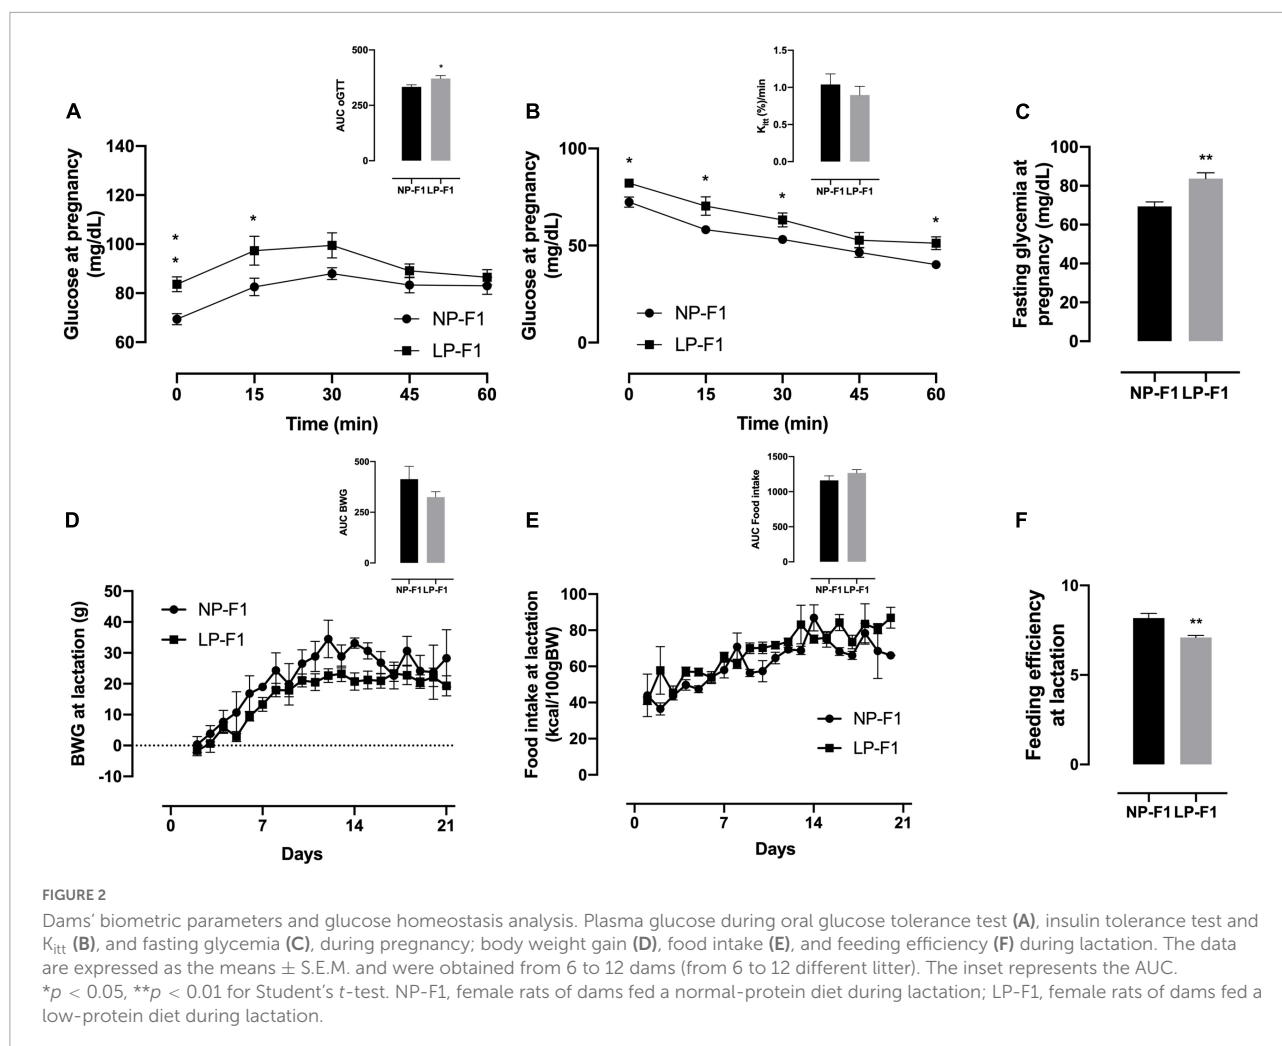 A
500
250
0
AUC oGTT
*
NP-F1 LP-F1
140
120
100
80
60
Glucose at pregnancy
(mg/dL)
*
*
*
NP-F1
LP-F1
0 15 30 45 60
Time (min)
B
1.5
1.0
0.5
0.0
Kitt (%)/min
NP-F1 LP-F1
100
50
0
Glucose at pregnancy
(mg/dL)
* * * *
NP-F1
LP-F1
0 15 30 45 60
Time (min)
C
100
80
60
40
20
0
Fasting glycemia at
pregnancy (mg/dL)
**
NP-F1 LP-F1
D
500
250
0
AUC BWG
NP-F1 LP-F1
50
40
30
20
10
0
-10
BWG at lactation (g)
NP-F1
LP-F1
0 7 14 21
Days
E
1500
1000
500
0
AUC Food intake
NP-F1 LP-F1
100
80
60
40
20
0
Food intake at lactation
(kcal/100gBW)
NP-F1
LP-F1
0 7 14 21
Days
F
10
5
0
Feeding efficiency
at lactation
**
NP-F1 LP-F1
FIGURE 2
Dams’ biometric parameters and glucose homeostasis analysis. Plasma glucose during oral glucose tolerance test (A), insulin tolerance test and
Kitt (B), and fasting glycemia (C), during pregnancy; body weight gain (D), food intake (E), and feeding efficiency (F) during lactation. The data
are expressed as the means ± S.E.M. and were obtained from 6 to 12 dams (from 6 to 12 different litter). The inset represents the AUC.
*p < 0.05, **p < 0.01 for Student’s t-test. NP-F1, female rats of dams fed a normal-protein diet during lactation; LP-F1, female rats of dams fed a
low-protein diet during lactation.